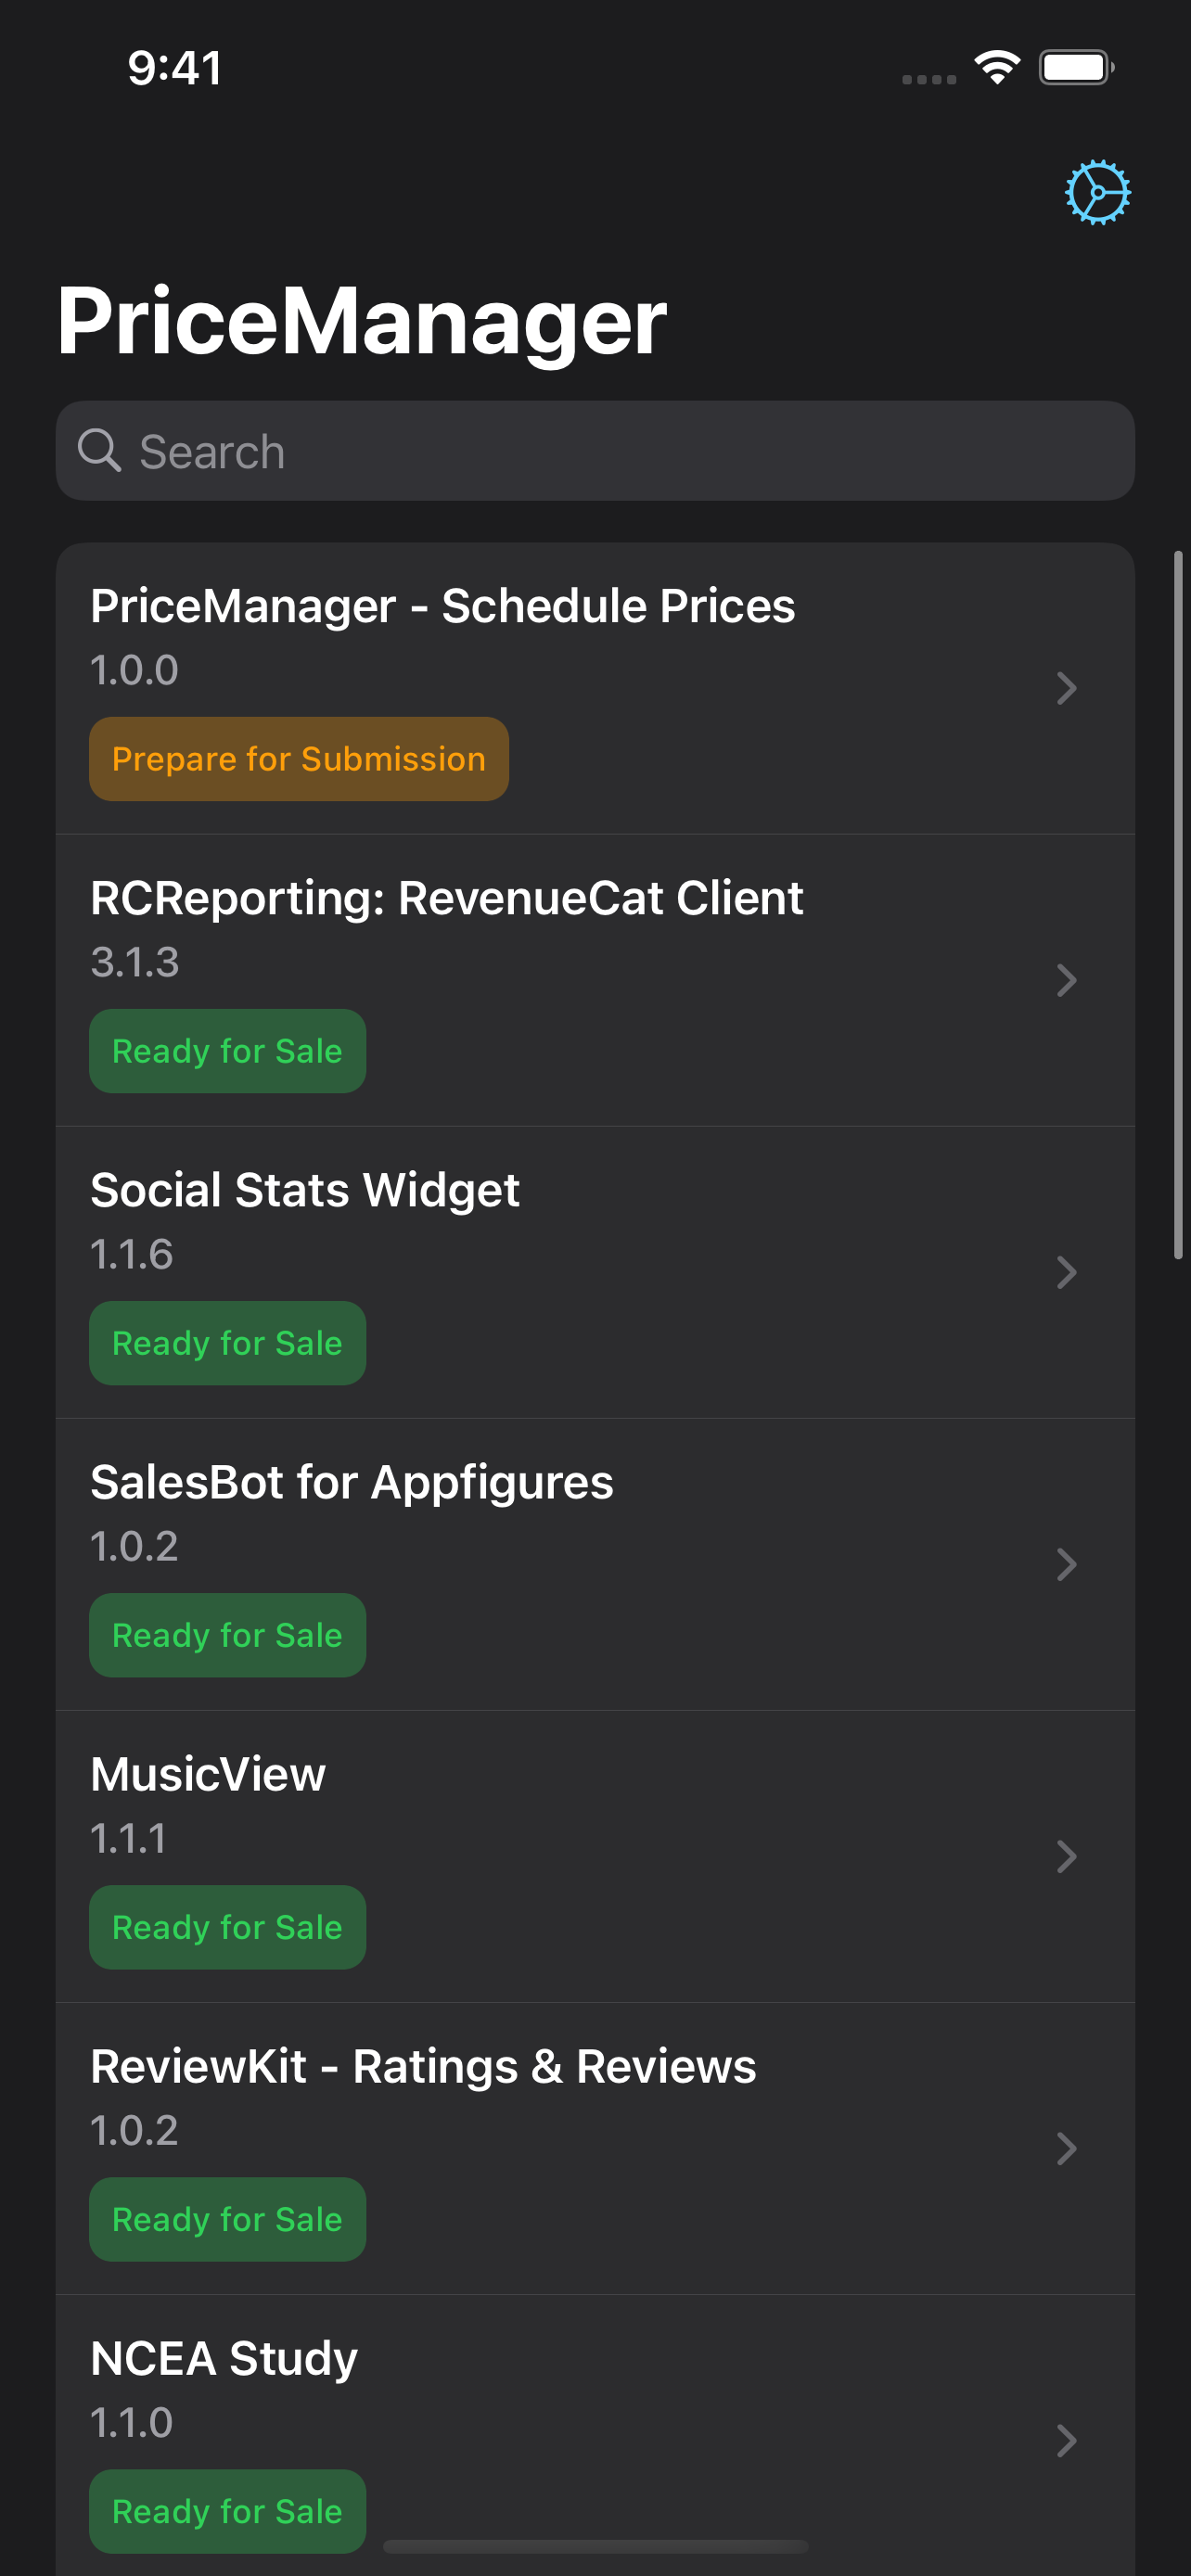 9:41
PriceManager
Search
PriceManager - Schedule Prices
1.0.0
Prepare for Submission
RCReporting: RevenueCat Client
3.1.3
Ready for Sale
Social Stats Widget
1.1.6
Ready for Sale
SalesBot for Appfigures
1.0.2
Ready for Sale
MusicView
1.1.1
Ready for Sale
ReviewKit - Ratings & Reviews
1.0.2
Ready for Sale
NCEA Study
1.1.0
Ready for Sale